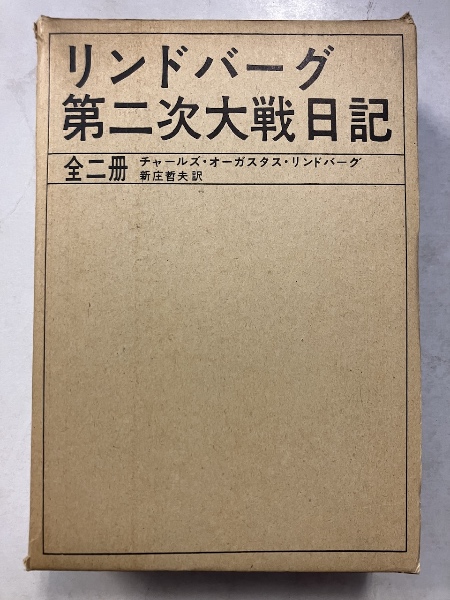 リンドバーグ
第二次大戦日記
全二冊
チャールズ・オーガスタス・リンドバーグ
新庄哲夫訳